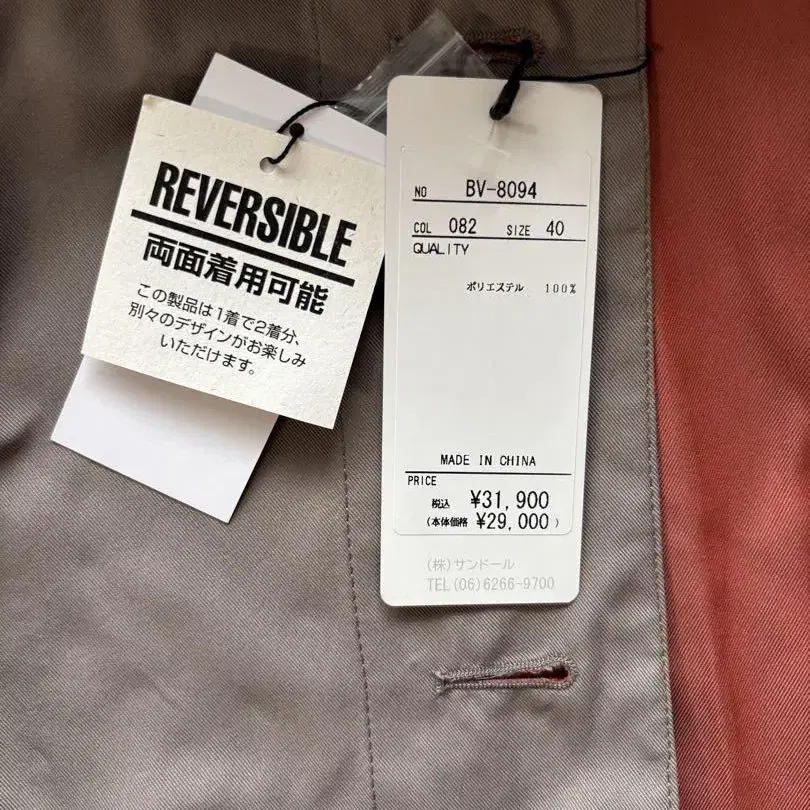 REVERSIBLE
両面着用可能
この製品は1着で2着分、
別々のデザインがお楽しみ
いただけます。
NO BV-8094
COL 082 SIZE 40
QUALITY
ポリエステル 100%
MADE IN CHINA
PRICE
税込 ¥31,900
(本体価格 ¥29,000 )
(株)サンドール
TEL(06)6266-9700